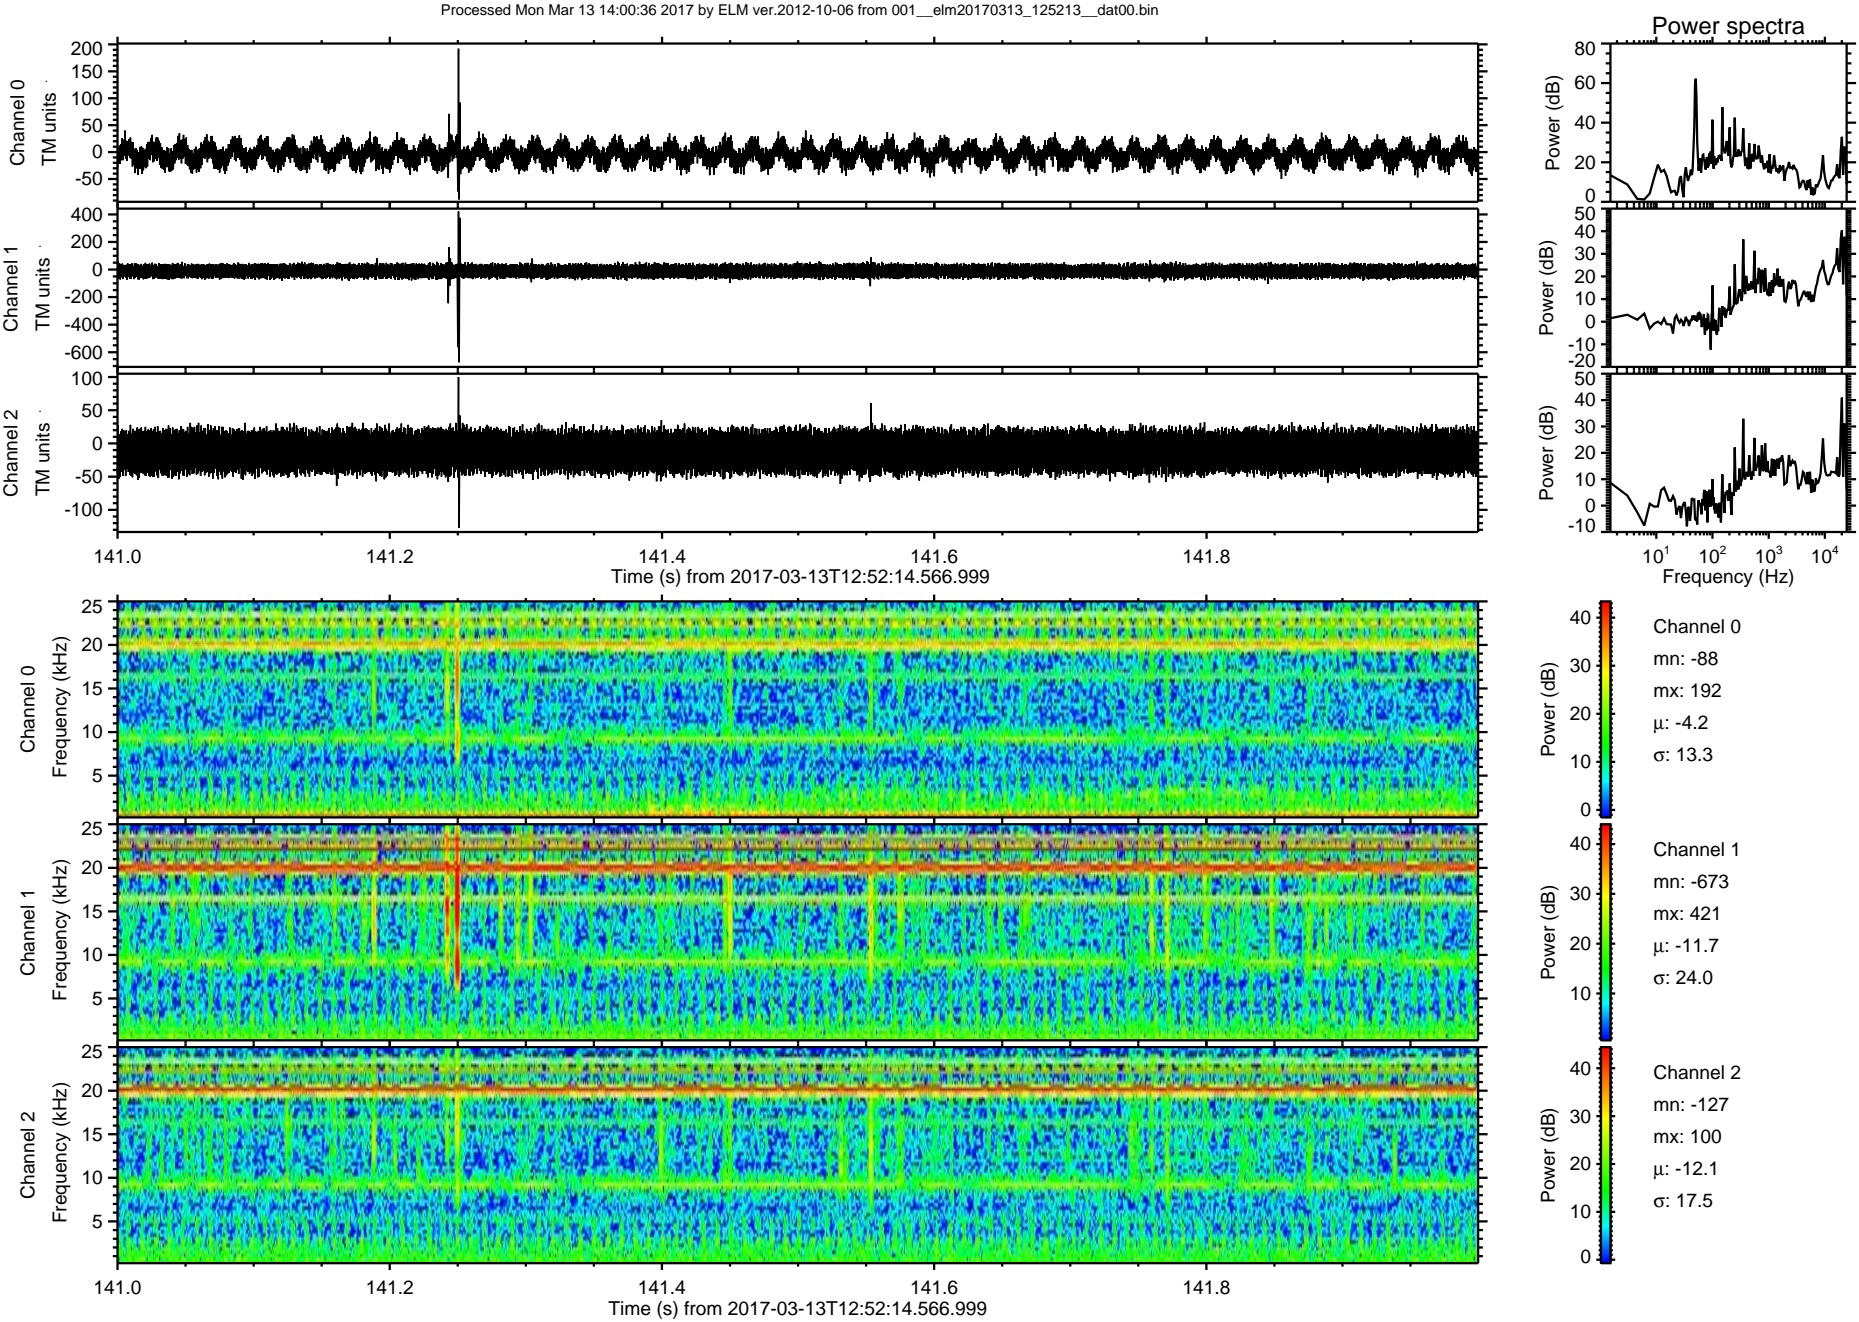 Processed Mon Mar 13 14:00:36 2017 by ELM ver.2012-10-06 from 001__elm20170313_125213__dat00.bin
Power spectra
Channel 0
TM units
200
150
100
50
0
-50
Power (dB)
80
60
40
20
0
Channel 1
TM units
400
200
0
-200
-400
-600
Power (dB)
50
40
30
20
10
0
-10
-20
Channel 2
TM units
100
50
0
-50
-100
Power (dB)
50
40
30
20
10
0
-10
141.0 141.2 141.4 141.6 141.8
Time (s) from 2017-03-13T12:52:14.566.999
10¹ 10² 10³ 10⁴
Frequency (Hz)
Channel 0
Frequency (kHz)
25
20
15
10
5
Power (dB)
40
30
20
10
0
Channel 0
mn: -88
mx: 192
µ: -4.2
σ: 13.3
Channel 1
Frequency (kHz)
25
20
15
10
5
Power (dB)
40
30
20
10
Channel 1
mn: -673
mx: 421
µ: -11.7
σ: 24.0
Channel 2
Frequency (kHz)
25
20
15
10
5
Power (dB)
40
30
20
10
0
Channel 2
mn: -127
mx: 100
µ: -12.1
σ: 17.5
141.0 141.2 141.4 141.6 141.8
Time (s) from 2017-03-13T12:52:14.566.999